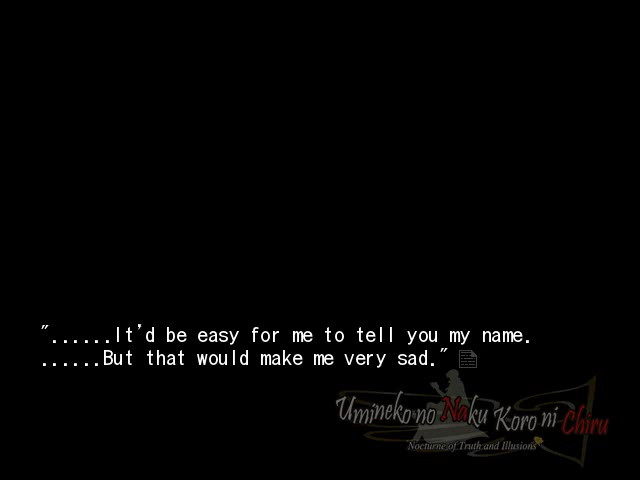 "......It'd be easy for me to tell you my name.
......But that would make me very sad."
Umineko no Naku Koro ni Chiru
Nocturne of Truth and Illusions